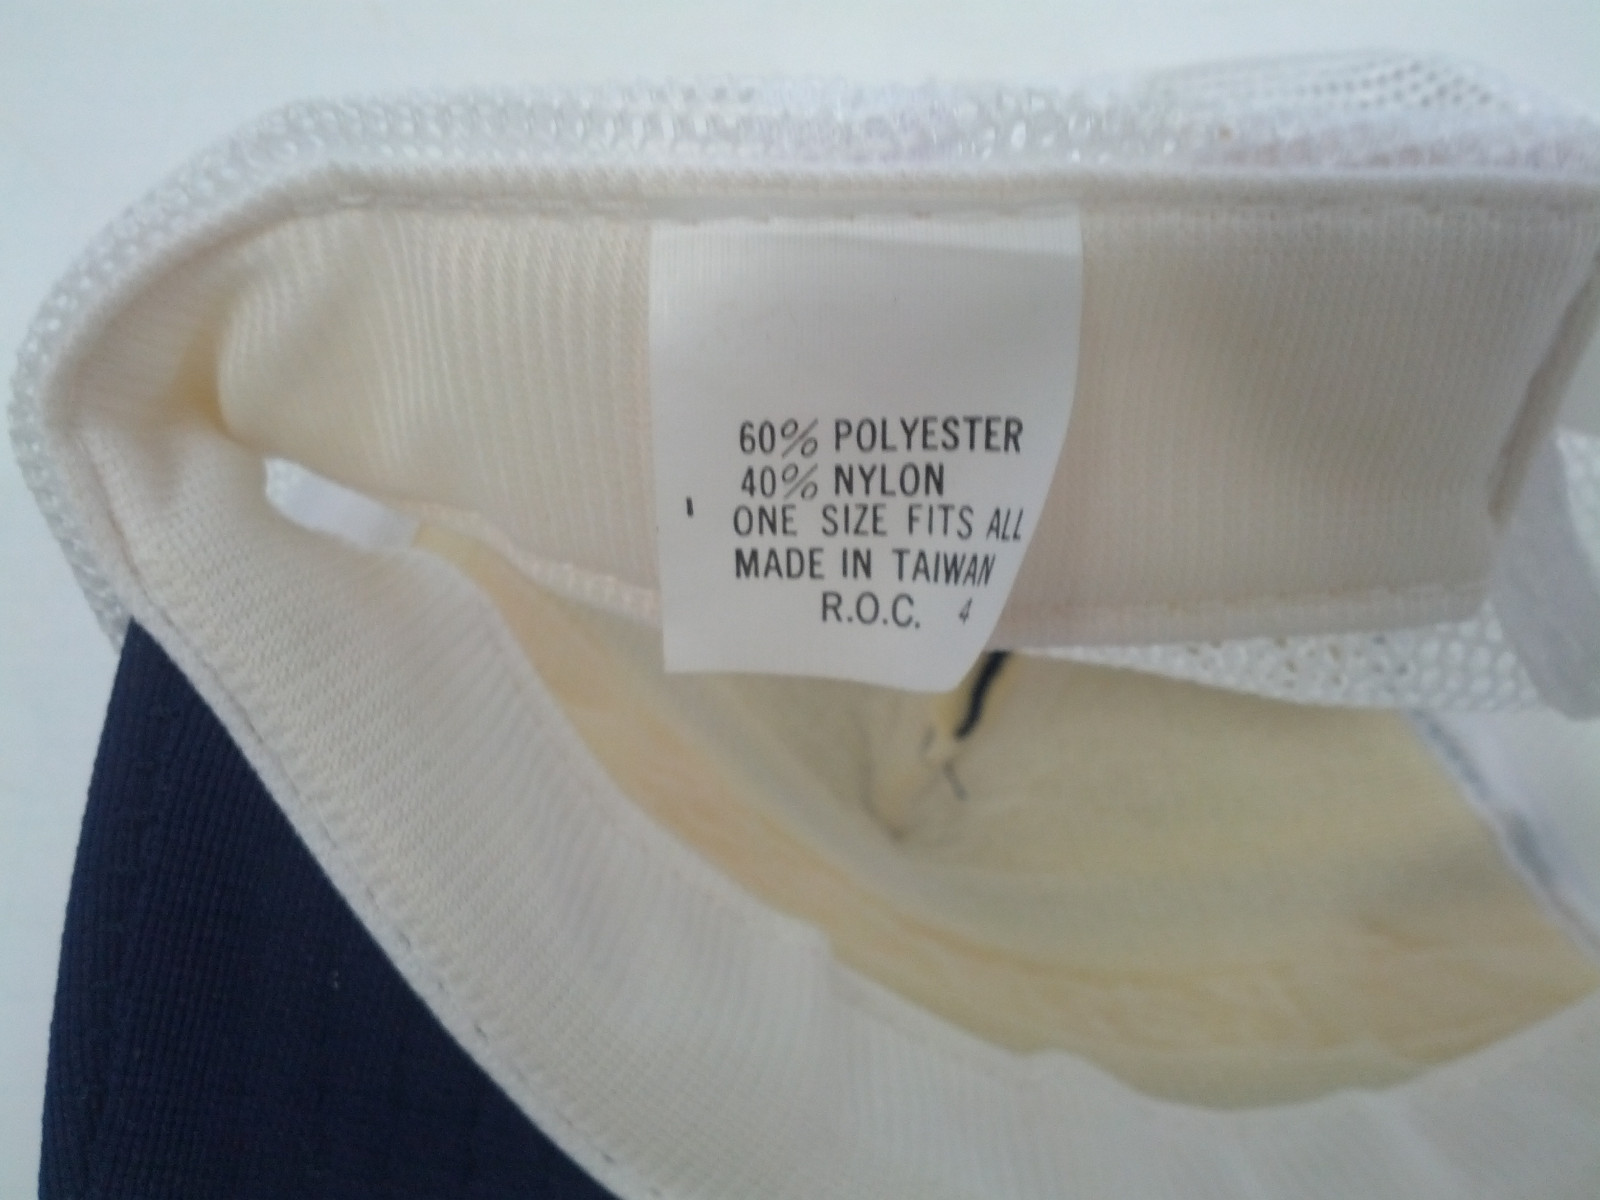 60% POLYESTER
40% NYLON
ONE SIZE FITS ALL
MADE IN TAIWAN
R.O.C. 4